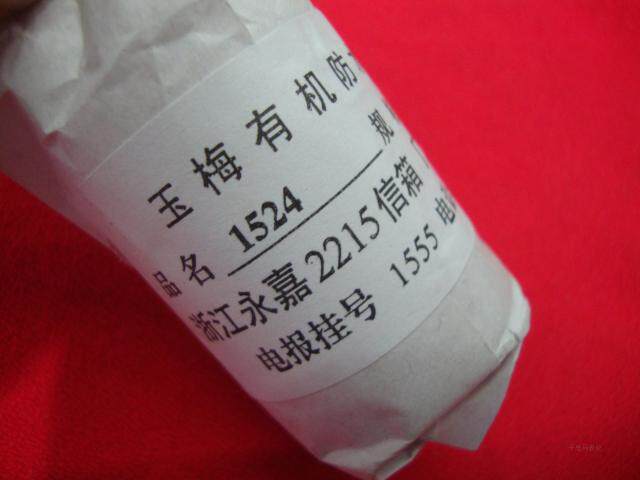 玉梅有机防
品名 1524 规
浙江永嘉2215信箱
电报挂号 1555 电